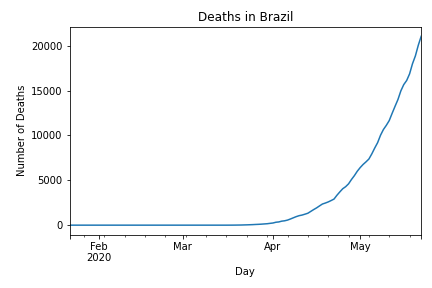 Deaths in Brazil
20000
15000
10000
5000
0
Number of Deaths
Feb
2020
Mar
Apr
May
Day